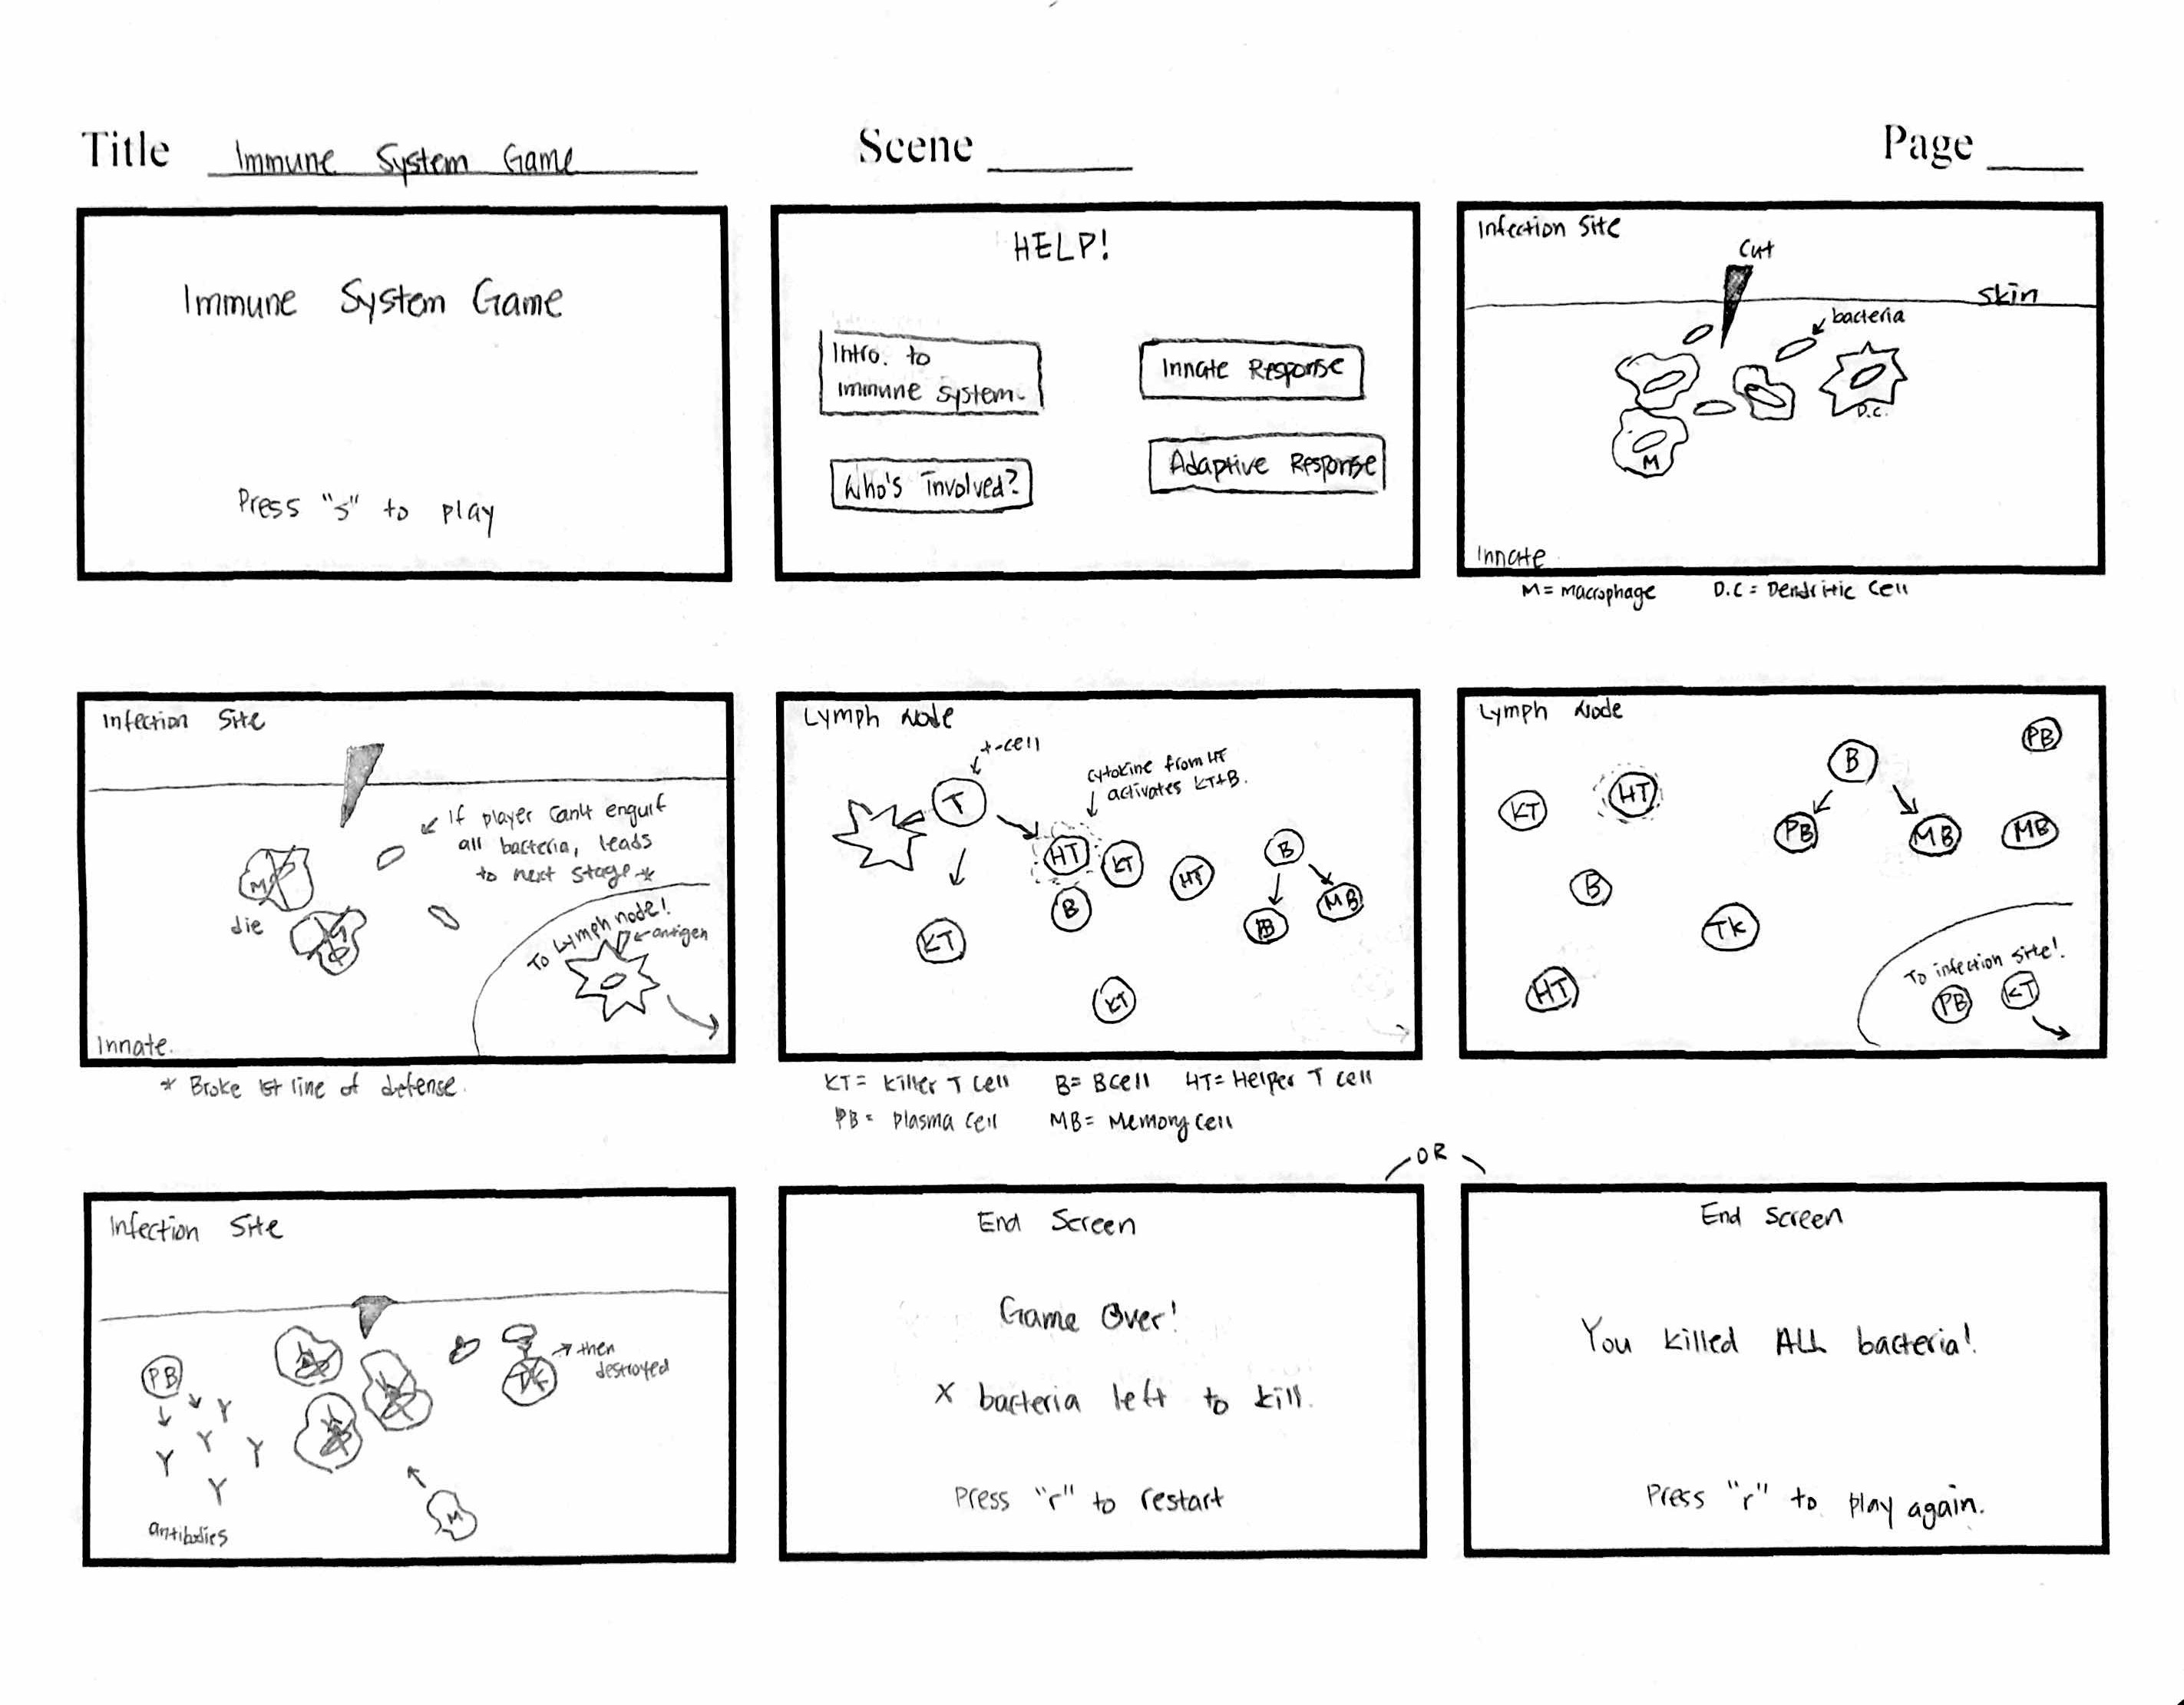 Title Immune System Game
Scene
Page
Immune System Game
Press "s" to play
HELP!
Intro. to
immune system.
Innate Response
Who's involved?
Adaptive Response
Infection Site
Cut
Skin
bacteria
D.C.
M
Innate
M = macrophage D.C = Dendritic Cell
Infection Site
If player can't engulf
all bacteria, leads
to next stage *
M
die
To Lymph node!
antigen
Innate.
* Broke 1st line of defense.
Lymph Node
t-cell
T
cytokine from HT
activates KT+B.
HT
KT
HT
B
B
MB
KT
KT
KT = Killer T Cell B = B cell HT = Helper T cell
PB = Plasma Cell MB = Memory Cell
Lymph Node
PB
B
KT
HT
PB
MB
MB
B
TK
HT
To infection site!
PB
KT
Infection Site
PB
then
destroyed
TK
Y
Y
Y
Y
Y
M
antibodies
OR
End Screen
Game Over!
X bacteria left to kill.
Press "r" to restart
End Screen
You killed ALL bacteria!
Press "r" to play again.